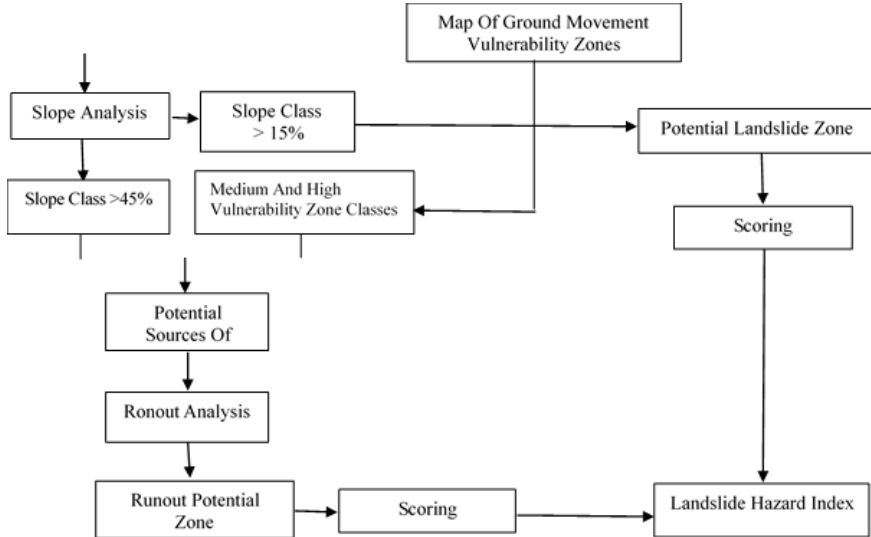 Map Of Ground Movement
Vulnerability Zones
Slope Analysis
Slope Class
> 15%
Potential Landslide Zone
Slope Class >45%
Medium And High
Vulnerability Zone Classes
Scoring
Potential
Sources Of
Ronout Analysis
Runout Potential
Zone
Scoring
Landslide Hazard Index